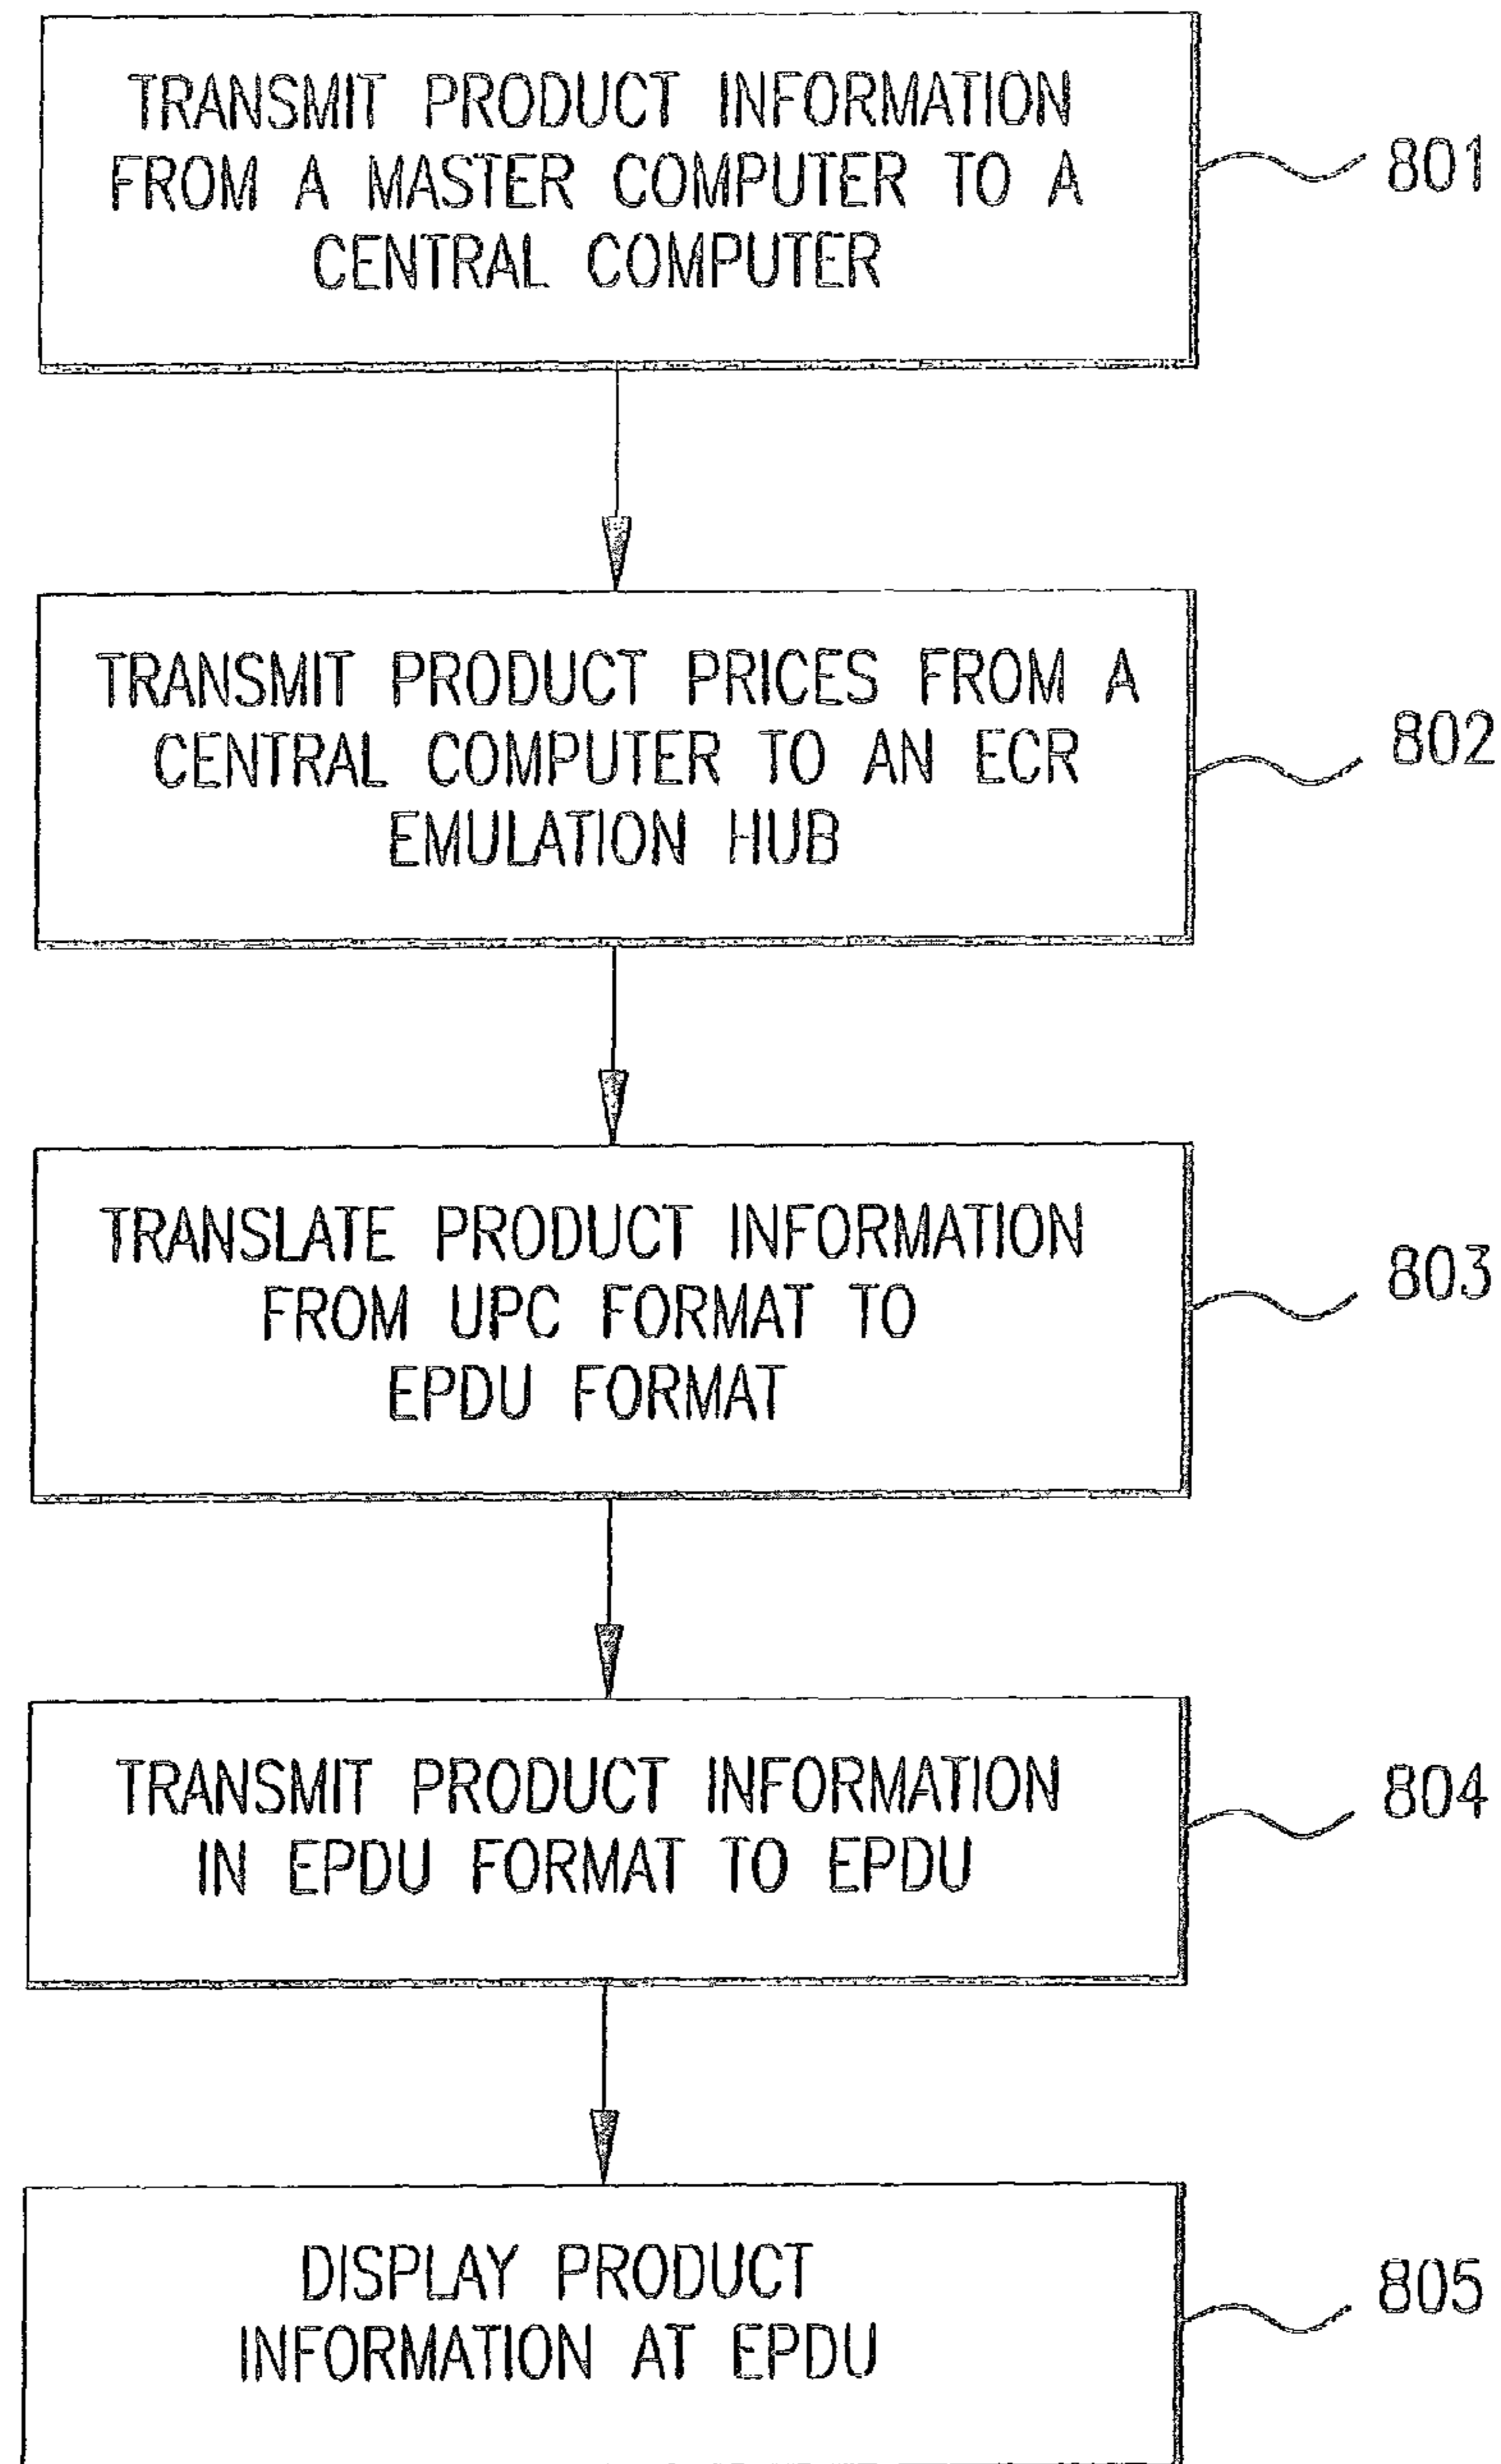 TRANSMIT PRODUCT INFORMATION
FROM A MASTER COMPUTER TO A
CENTRAL COMPUTER
801
TRANSMIT PRODUCT PRICES FROM A
CENTRAL COMPUTER TO AN ECR
EMULATION HUB
802
TRANSLATE PRODUCT INFORMATION
FROM UPC FORMAT TO
EPDU FORMAT
803
TRANSMIT PRODUCT INFORMATION
IN EPDU FORMAT TO EPDU
804
DISPLAY PRODUCT
INFORMATION AT EPDU
805